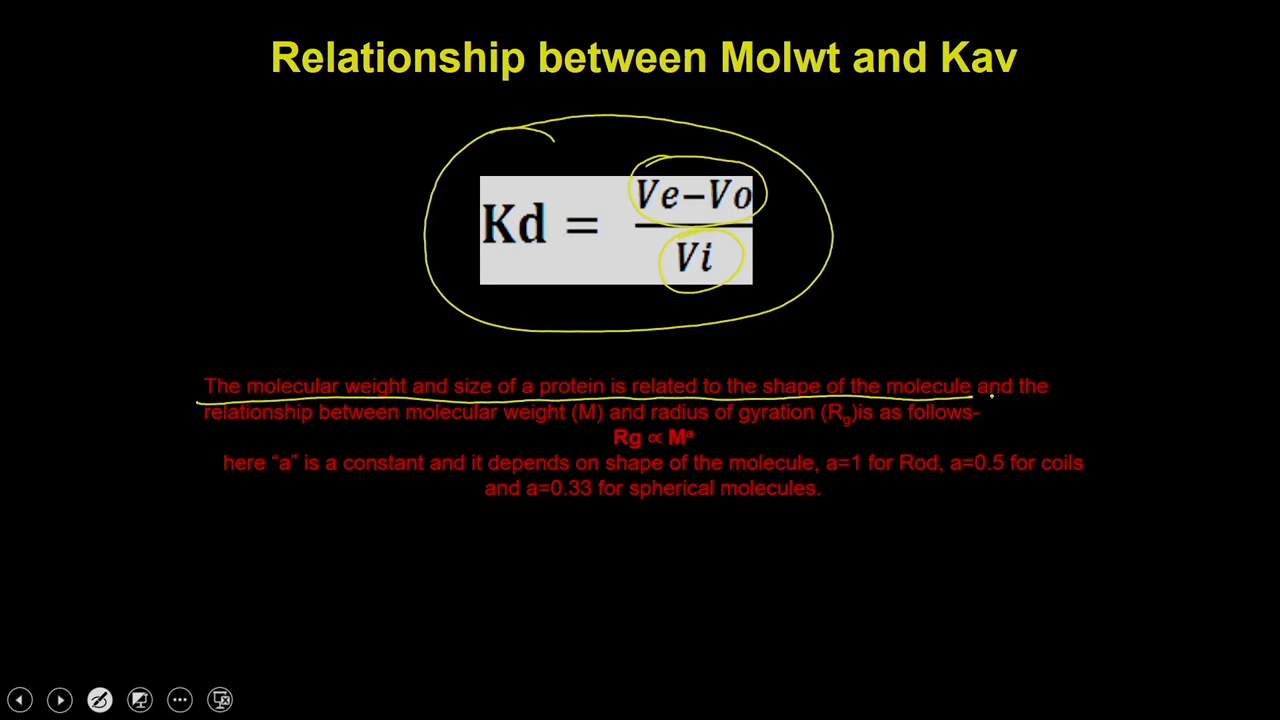 Relationship between Molwt and Kav
Kd = Ve−Vo
Vi
The molecular weight and size of a protein is related to the shape of the molecule and the
relationship between molecular weight (M) and radius of gyration (Rg)is as follows-
Rg ∝ Mᵃ
here “a” is a constant and it depends on shape of the molecule, a=1 for Rod, a=0.5 for coils
and a=0.33 for spherical molecules.